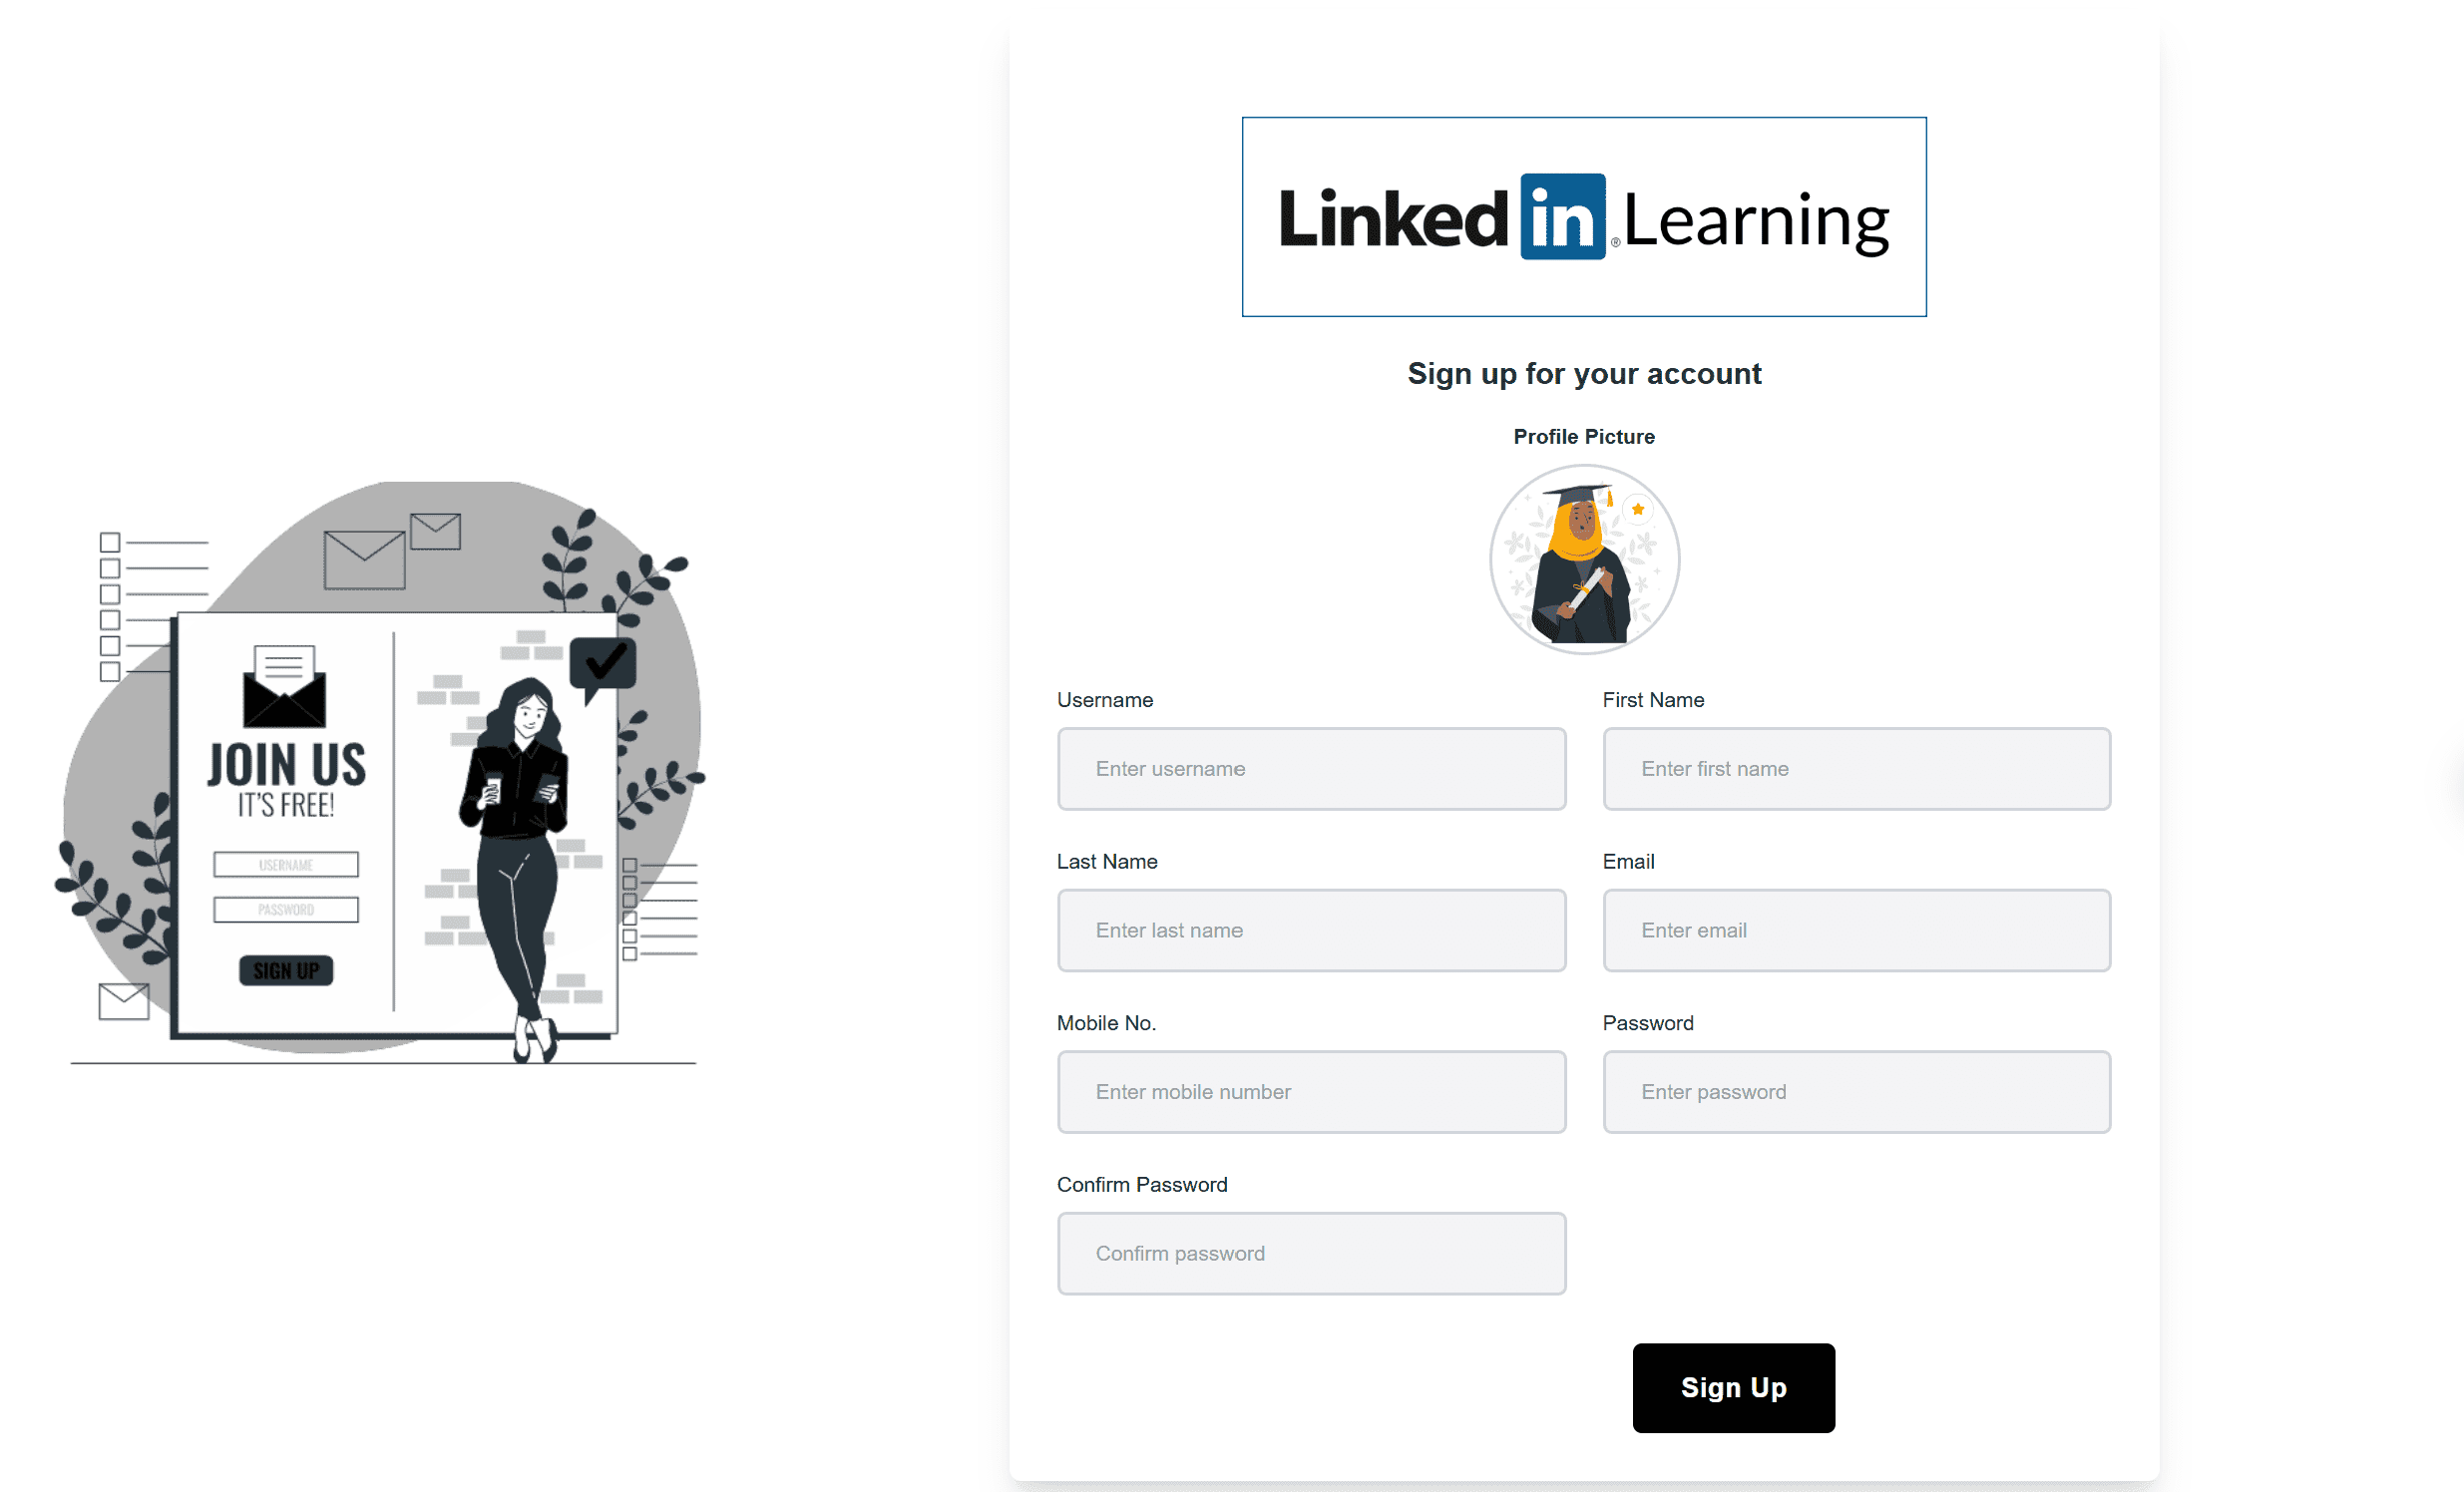 JOIN US
IT'S FREE!
USERNAME
PASSWORD
SIGN UP
Linked in® Learning
Sign up for your account
Profile Picture
Username
First Name
Enter username
Enter first name
Last Name
Email
Enter last name
Enter email
Mobile No.
Password
Enter mobile number
Enter password
Confirm Password
Confirm password
Sign Up